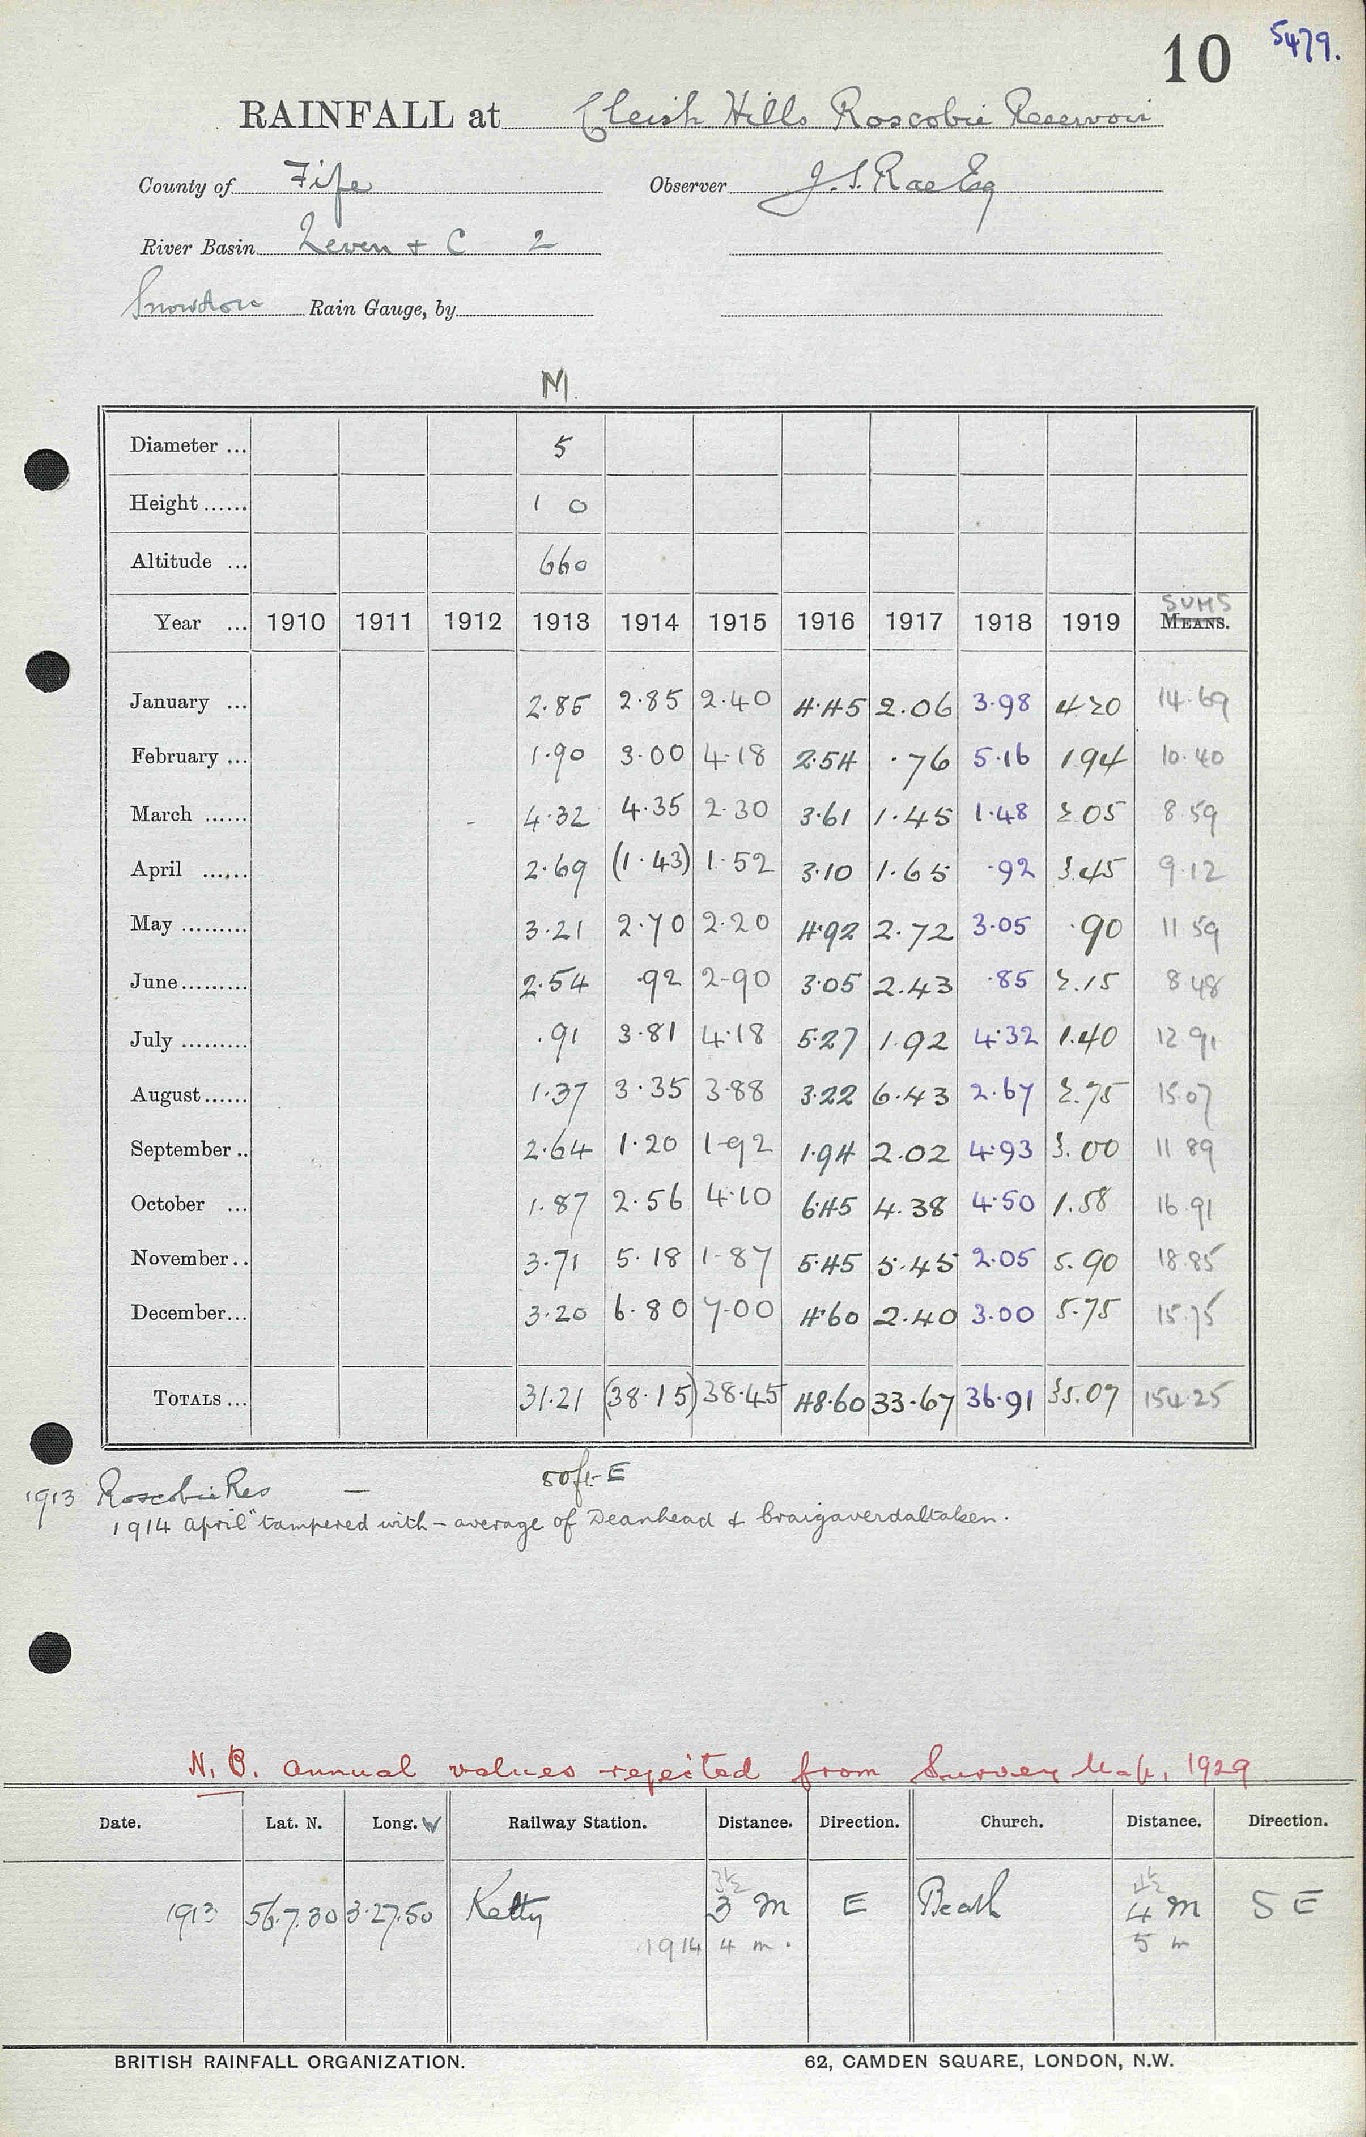 10 5479.
RAINFALL at Cleish Hills Roscobie Reservoir
County of Fife Observer J. S. Rae Esq
River Basin Leven + C 2
Snowdon Rain Gauge, by
M
Diameter ... 5
Height ...... 1 0
Altitude ... 660
SUMS
Year ... 1910 1911 1912 1913 1914 1915 1916 1917 1918 1919 MEANS.
January ... 2.85 2.85 2.40 4.45 2.06 3.98 4.20 14.69
February ... 1.90 3.00 4.18 2.54 .76 5.16 1.94 10.40
March ...... 4.32 4.35 2.30 3.61 1.45 1.48 2.05 8.59
April ...... 2.69 (1.43) 1.52 3.10 1.65 .92 3.45 9.12
May ......... 3.21 2.70 2.20 4.92 2.72 3.05 .90 11 59
June ......... 2.54 .92 2.90 3.05 2.43 .85 2.15 8 48
July ......... .91 3.81 4.18 5.27 1.92 4.32 1.40 12 91
August ...... 1.37 3.35 3.88 3.22 6.43 2.67 2.75 15.07
September .. 2.64 1.20 1.92 1.94 2.02 4.93 3.00 11 89
October ... 1.87 2.56 4.10 6.45 4.38 4.50 1.58 16.91
November .. 3.71 5.18 1.87 5.45 5.45 2.05 5.90 18.85
December ... 3.20 6.80 7.00 4.60 2.40 3.00 5.75 15.75
TOTALS ... 31.21 (38.15) 38.45 48.60 33.67 36.91 35.07 154.25
50ft E
1913 Roscobie Res —
1914 April "tampered with - average of Deanhead & Craigaverdal taken.
N.B. Annual values rejected from Survey Map, 1929
Date. Lat. N. Long. W Railway Station. Distance. Direction. Church. Distance. Direction.
3½ 4½
1913 56.7.30 3.27.50 Kelty 3 m E Beath 4 m S E
1914 4 m. 5 m
BRITISH RAINFALL ORGANIZATION. 62, CAMDEN SQUARE, LONDON, N.W.